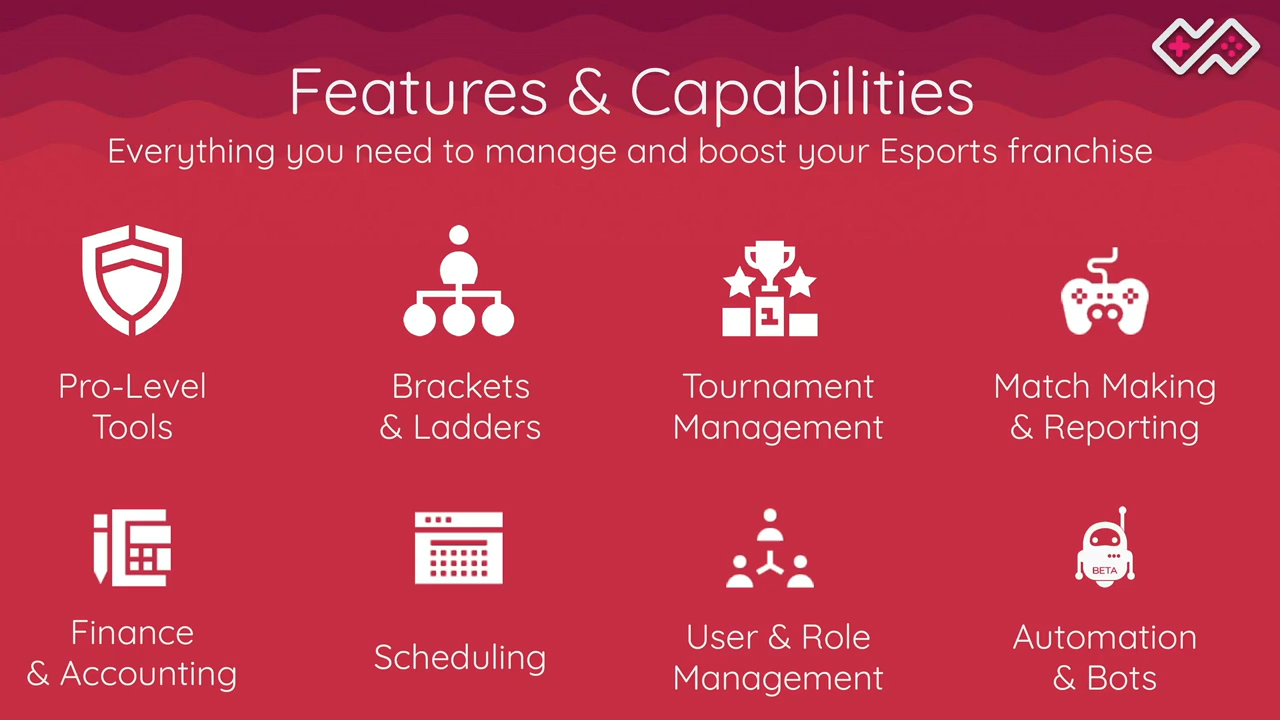 Features & Capabilities
Everything you need to manage and boost your Esports franchise
1
Pro-Level
Tools
Brackets
& Ladders
Tournament
Management
Match Making
& Reporting
BETA
Finance
& Accounting
Scheduling
User & Role
Management
Automation
& Bots